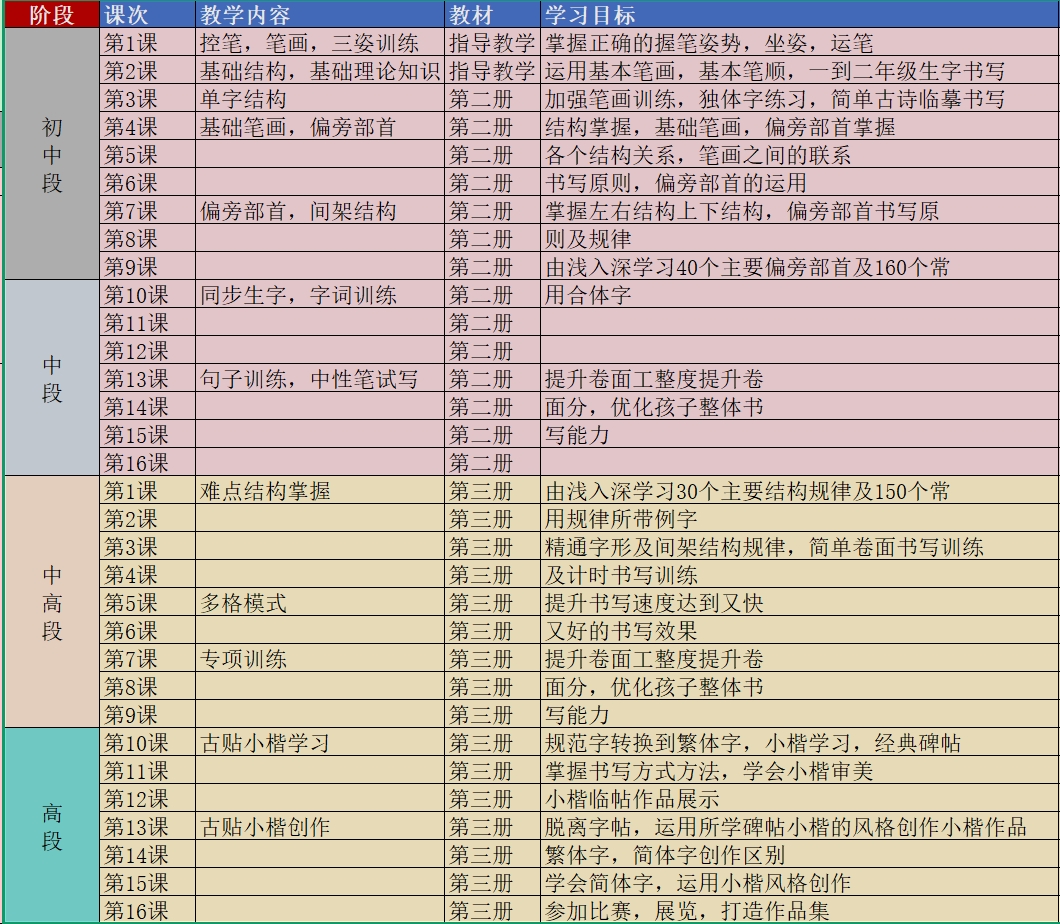 阶段 课次 教学内容 教材 学习目标
初中段
第1课 控笔，笔画，三姿训练 指导教学 掌握正确的握笔姿势，坐姿，运笔
第2课 基础结构，基础理论知识 指导教学 运用基本笔画，基本笔顺，一到二年级生字书写
第3课 单字结构 第二册 加强笔画训练，独体字练习，简单古诗临摹书写
第4课 基础笔画，偏旁部首 第二册 结构掌握，基础笔画，偏旁部首掌握
第5课 第二册 各个结构关系，笔画之间的联系
第6课 第二册 书写原则，偏旁部首的运用
第7课 偏旁部首，间架结构 第二册 掌握左右结构上下结构，偏旁部首书写原
第8课 第二册 则及规律
第9课 第二册 由浅入深学习40个主要偏旁部首及160个常
中段
第10课 同步生字，字词训练 第二册 用合体字
第11课 第二册
第12课 第二册
第13课 句子训练，中性笔试写 第二册 提升卷面工整度提升卷
第14课 第二册 面分，优化孩子整体书
第15课 第二册 写能力
第16课 第二册
中高段
第1课 难点结构掌握 第三册 由浅入深学习30个主要结构规律及150个常
第2课 第三册 用规律所带例字
第3课 第三册 精通字形及间架结构规律，简单卷面书写训练
第4课 第三册 及计时书写训练
第5课 多格模式 第三册 提升书写速度达到又快
第6课 第三册 又好的书写效果
第7课 专项训练 第三册 提升卷面工整度提升卷
第8课 第三册 面分，优化孩子整体书
第9课 第三册 写能力
高段
第10课 古贴小楷学习 第三册 规范字转换到繁体字，小楷学习，经典碑帖
第11课 第三册 掌握书写方式方法，学会小楷审美
第12课 第三册 小楷临帖作品展示
第13课 古贴小楷创作 第三册 脱离字帖，运用所学碑帖小楷的风格创作小楷作品
第14课 第三册 繁体字，简体字创作区别
第15课 第三册 学会简体字，运用小楷风格创作
第16课 第三册 参加比赛，展览，打造作品集